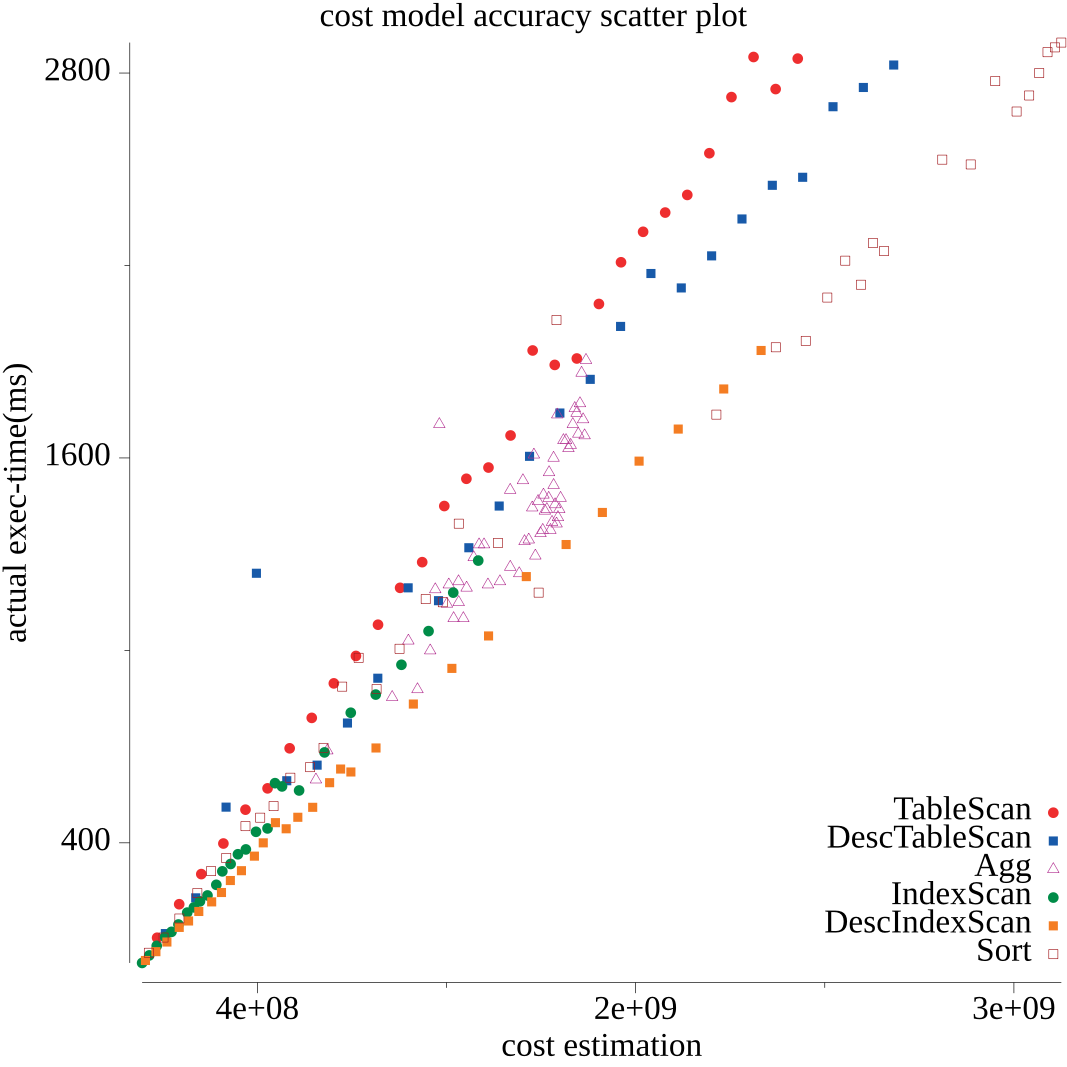 cost model accuracy scatter plot
2800
1600
400
actual exec-time(ms)
TableScan
DescTableScan
Agg
IndexScan
DescIndexScan
Sort
4e+08
2e+09
3e+09
cost estimation